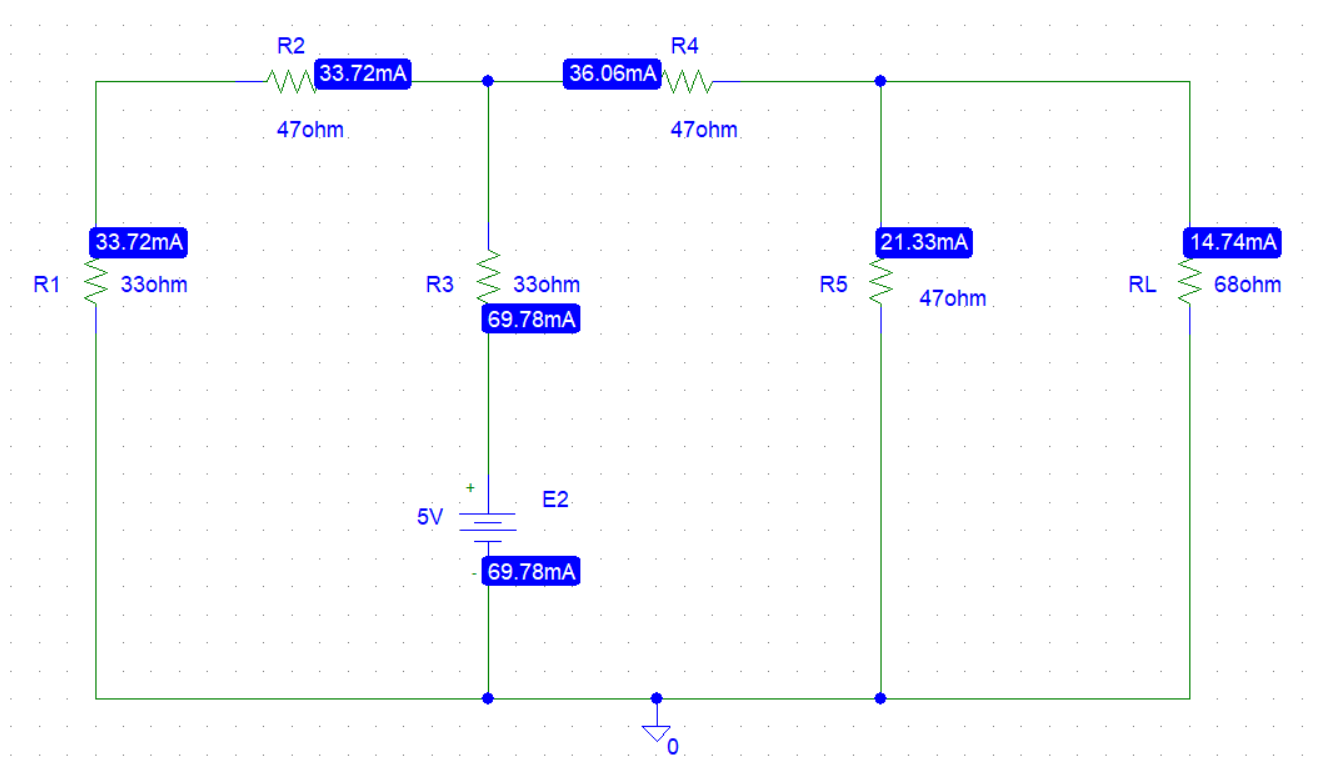 R2
R4
33.72mA
36.06mA
47ohm
47ohm
33.72mA
21.33mA
14.74mA
R1
33ohm
R3
33ohm
R5
47ohm
RL
68ohm
69.78mA
+
E2
5V
-
69.78mA
0